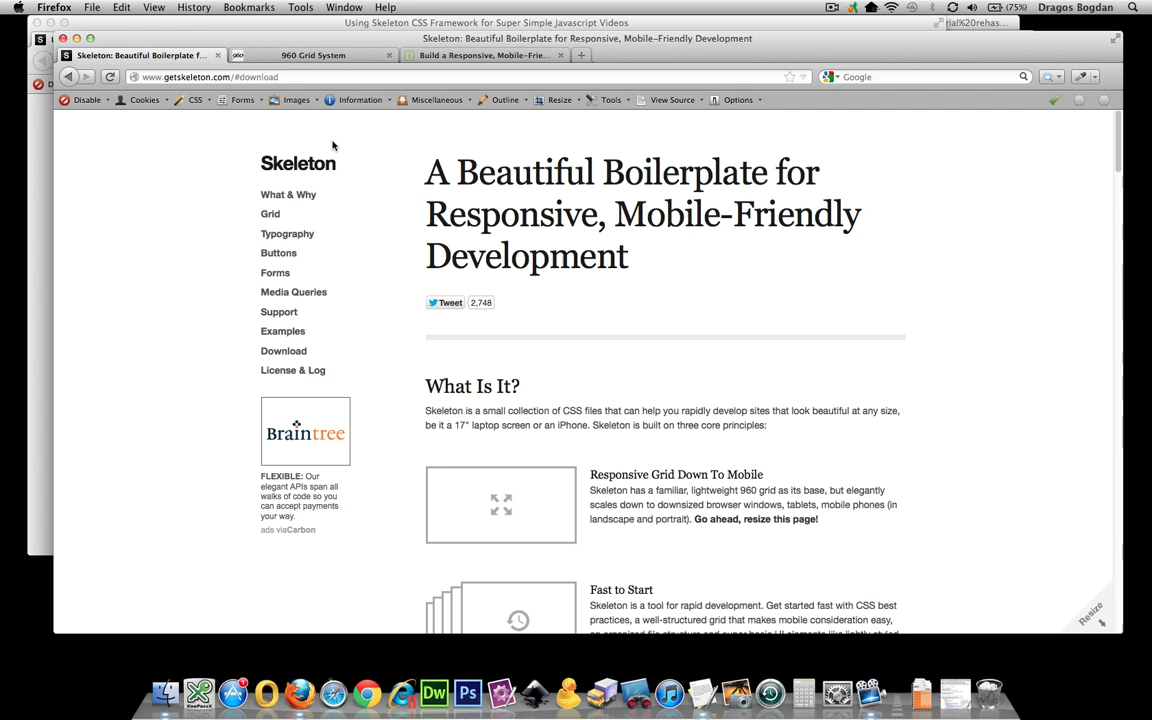 Firefox File Edit View History Bookmarks Tools Window Help (75%) Dragos Bogdan
Using Skeleton CSS Framework for Super Simple Javascript Videos
Skeleton: Beautiful Boilerplate for Responsive, Mobile-Friendly Development
Skeleton: Beautiful Boilerplate f... 960 Grid System Build a Responsive, Mobile-Frie...
www.getskeleton.com/#download Google
Disable Cookies CSS Forms Images Information Miscellaneous Outline Resize Tools View Source Options
Skeleton
What & Why
Grid
Typography
Buttons
Forms
Media Queries
Support
Examples
Download
License & Log
Braintree
FLEXIBLE: Our
elegant APIs span all
walks of code so you
can accept payments
your way.
ads viaCarbon
A Beautiful Boilerplate for
Responsive, Mobile-Friendly
Development
Tweet 2,748
What Is It?
Skeleton is a small collection of CSS files that can help you rapidly develop sites that look beautiful at any size,
be it a 17" laptop screen or an iPhone. Skeleton is built on three core principles:
Responsive Grid Down To Mobile
Skeleton has a familiar, lightweight 960 grid as its base, but elegantly
scales down to downsized browser windows, tablets, mobile phones (in
landscape and portrait). Go ahead, resize this page!
Fast to Start
Skeleton is a tool for rapid development. Get started fast with CSS best
practices, a well-structured grid that makes mobile consideration easy,
Resize
KeePassX
Dw
Ps